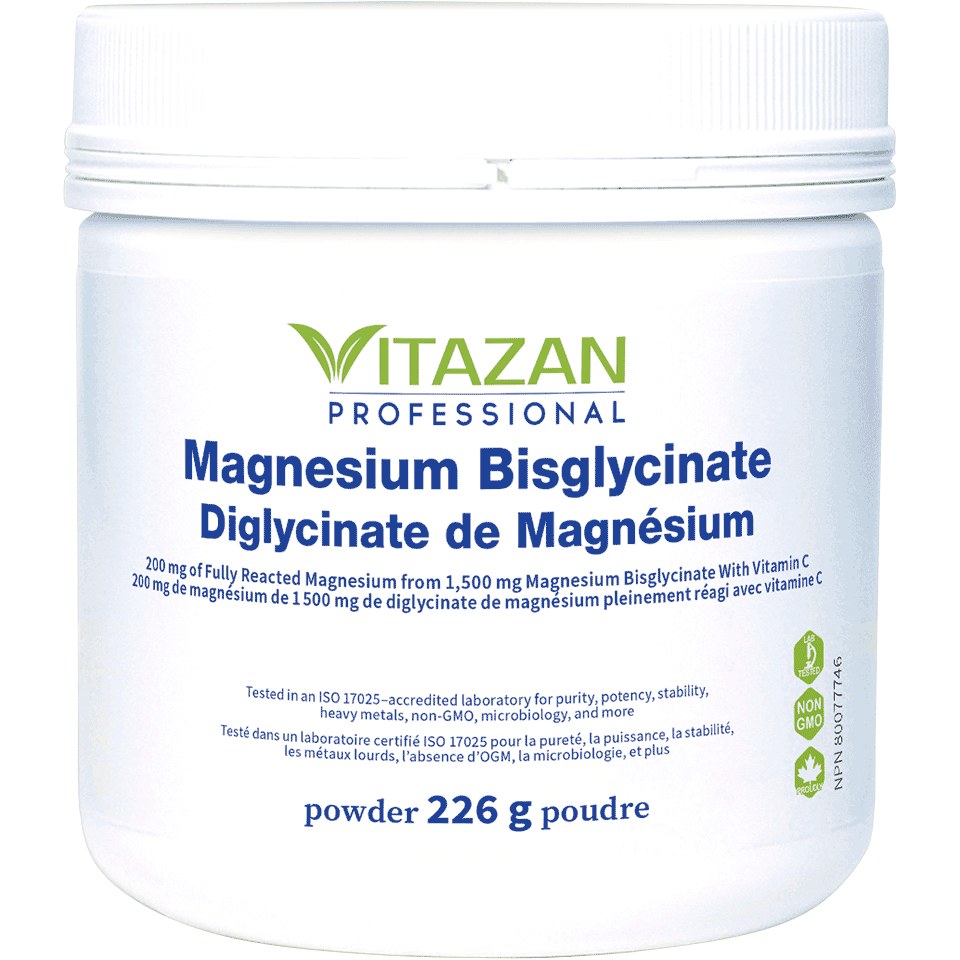 VITAZAN
PROFESSIONAL
Magnesium Bisglycinate
Diglycinate de Magnésium
200 mg of Fully Reacted Magnesium from 1,500 mg Magnesium Bisglycinate With Vitamin C
200 mg de magnésium de 1 500 mg de diglycinate de magnésium pleinement réagi avec vitamine C
Tested in an ISO 17025–accredited laboratory for purity, potency, stability,
heavy metals, non-GMO, microbiology, and more
Testé dans un laboratoire certifié ISO 17025 pour la pureté, la puissance, la stabilité,
les métaux lourds, l’absence d’OGM, la microbiologie, et plus
powder 226 g poudre
LAB
TESTED
NON
GMO
PROUDLY
NPN 80077746